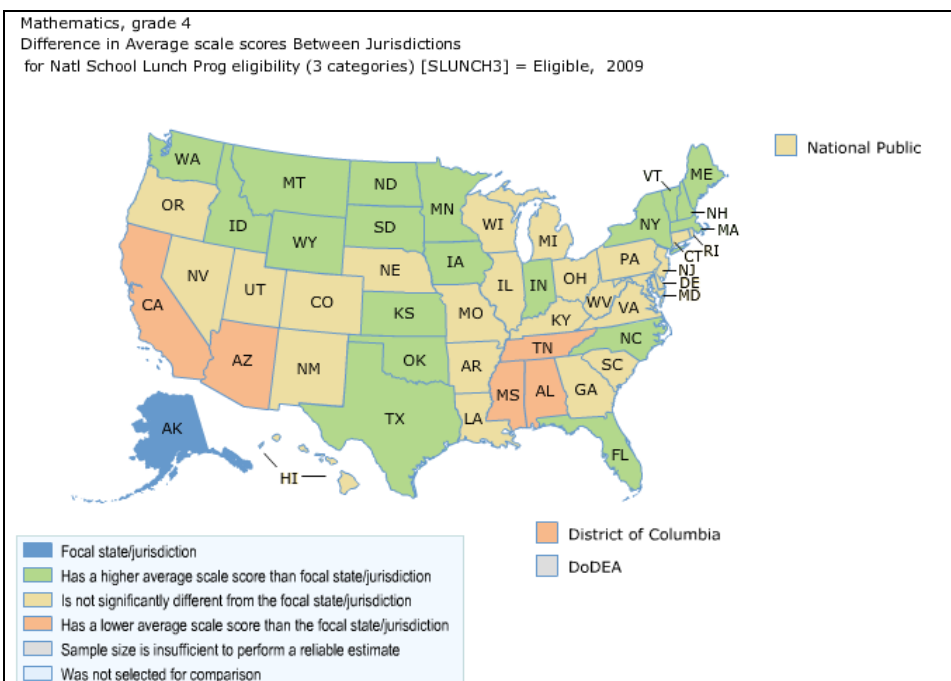 Mathematics, grade 4
Difference in Average scale scores Between Jurisdictions
for Natl School Lunch Prog eligibility (3 categories) [SLUNCH3] = Eligible, 2009
National Public
WA
MT
ND
MN
VT
ME
OR
ID
WY
SD
WI
MI
NY
NH
MA
RI
CT
NV
UT
CO
NE
IA
IL
IN
OH
PA
NJ
DE
MD
CA
KS
MO
KY
WV
VA
AZ
NM
OK
AR
TN
NC
SC
TX
LA
MS
AL
GA
FL
AK
HI
District of Columbia
DoDEA
Focal state/jurisdiction
Has a higher average scale score than focal state/jurisdiction
Is not significantly different from the focal state/jurisdiction
Has a lower average scale score than the focal state/jurisdiction
Sample size is insufficient to perform a reliable estimate
Was not selected for comparison